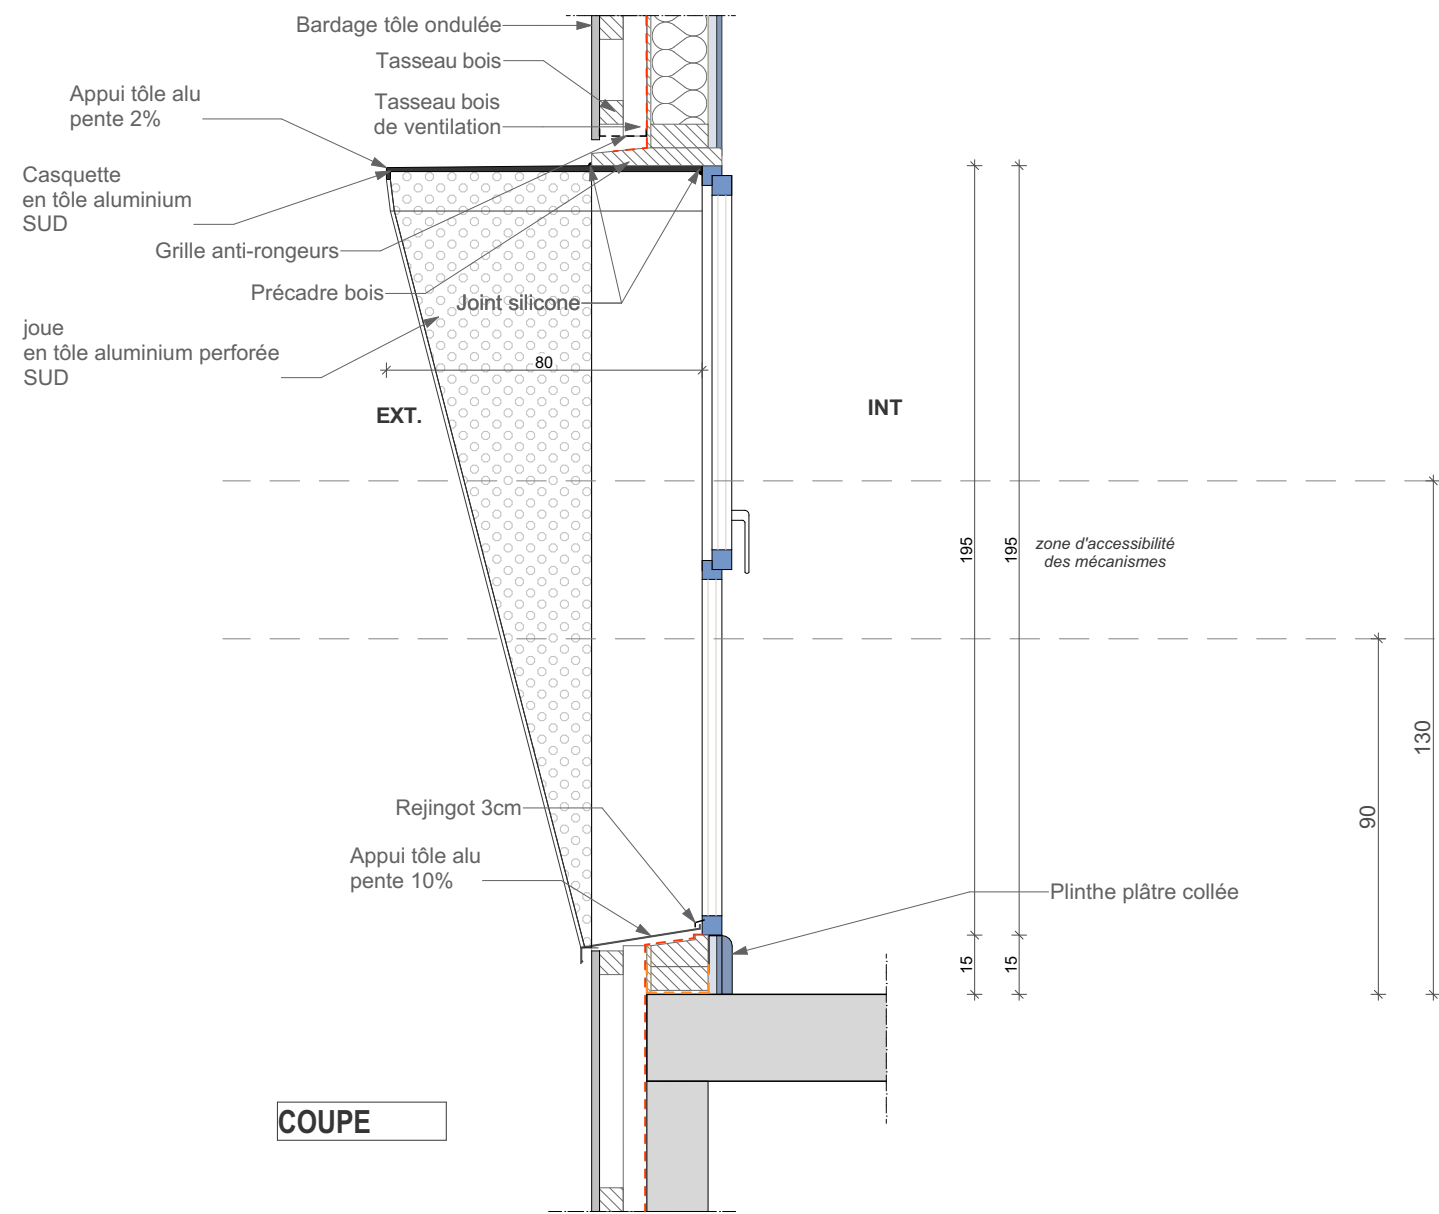 Bardage tôle ondulée
Tasseau bois
Appui tôle alu
pente 2%
Tasseau bois
de ventilation
Casquette
en tôle aluminium
SUD
Grille anti-rongeurs
Précadre bois
Joint silicone
joue
en tôle aluminium perforée
SUD
80
EXT.
INT
195
195
zone d'accessibilité
des mécanismes
130
90
Rejingot 3cm
Appui tôle alu
pente 10%
Plinthe plâtre collée
15
15
COUPE